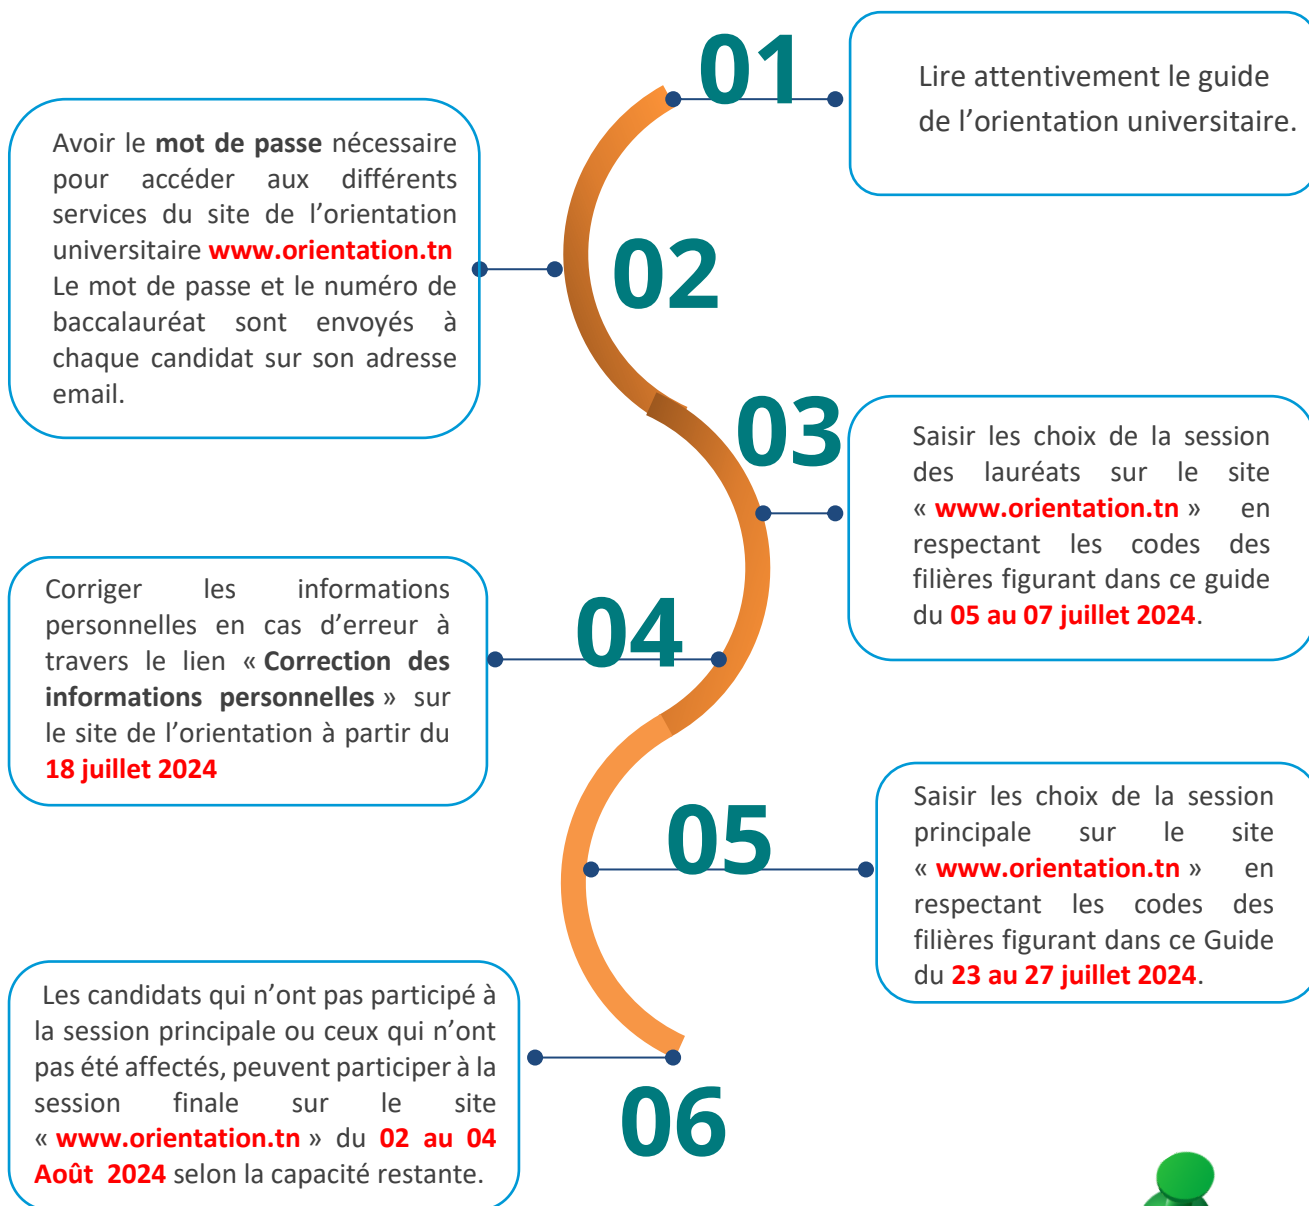 01
Lire attentivement le guide
de l’orientation universitaire.
02
Avoir le mot de passe nécessaire
pour accéder aux différents
services du site de l’orientation
universitaire www.orientation.tn
Le mot de passe et le numéro de
baccalauréat sont envoyés à
chaque candidat sur son adresse
email.
03
Saisir les choix de la session
des lauréats sur le site
« www.orientation.tn » en
respectant les codes des
filières figurant dans ce guide
du 05 au 07 juillet 2024.
04
Corriger les informations
personnelles en cas d’erreur à
travers le lien « Correction des
informations personnelles » sur
le site de l’orientation à partir du
18 juillet 2024
05
Saisir les choix de la session
principale sur le site
« www.orientation.tn » en
respectant les codes des
filières figurant dans ce Guide
du 23 au 27 juillet 2024.
06
Les candidats qui n’ont pas participé à
la session principale ou ceux qui n’ont
pas été affectés, peuvent participer à la
session finale sur le site
« www.orientation.tn » du 02 au 04
Août 2024 selon la capacité restante.